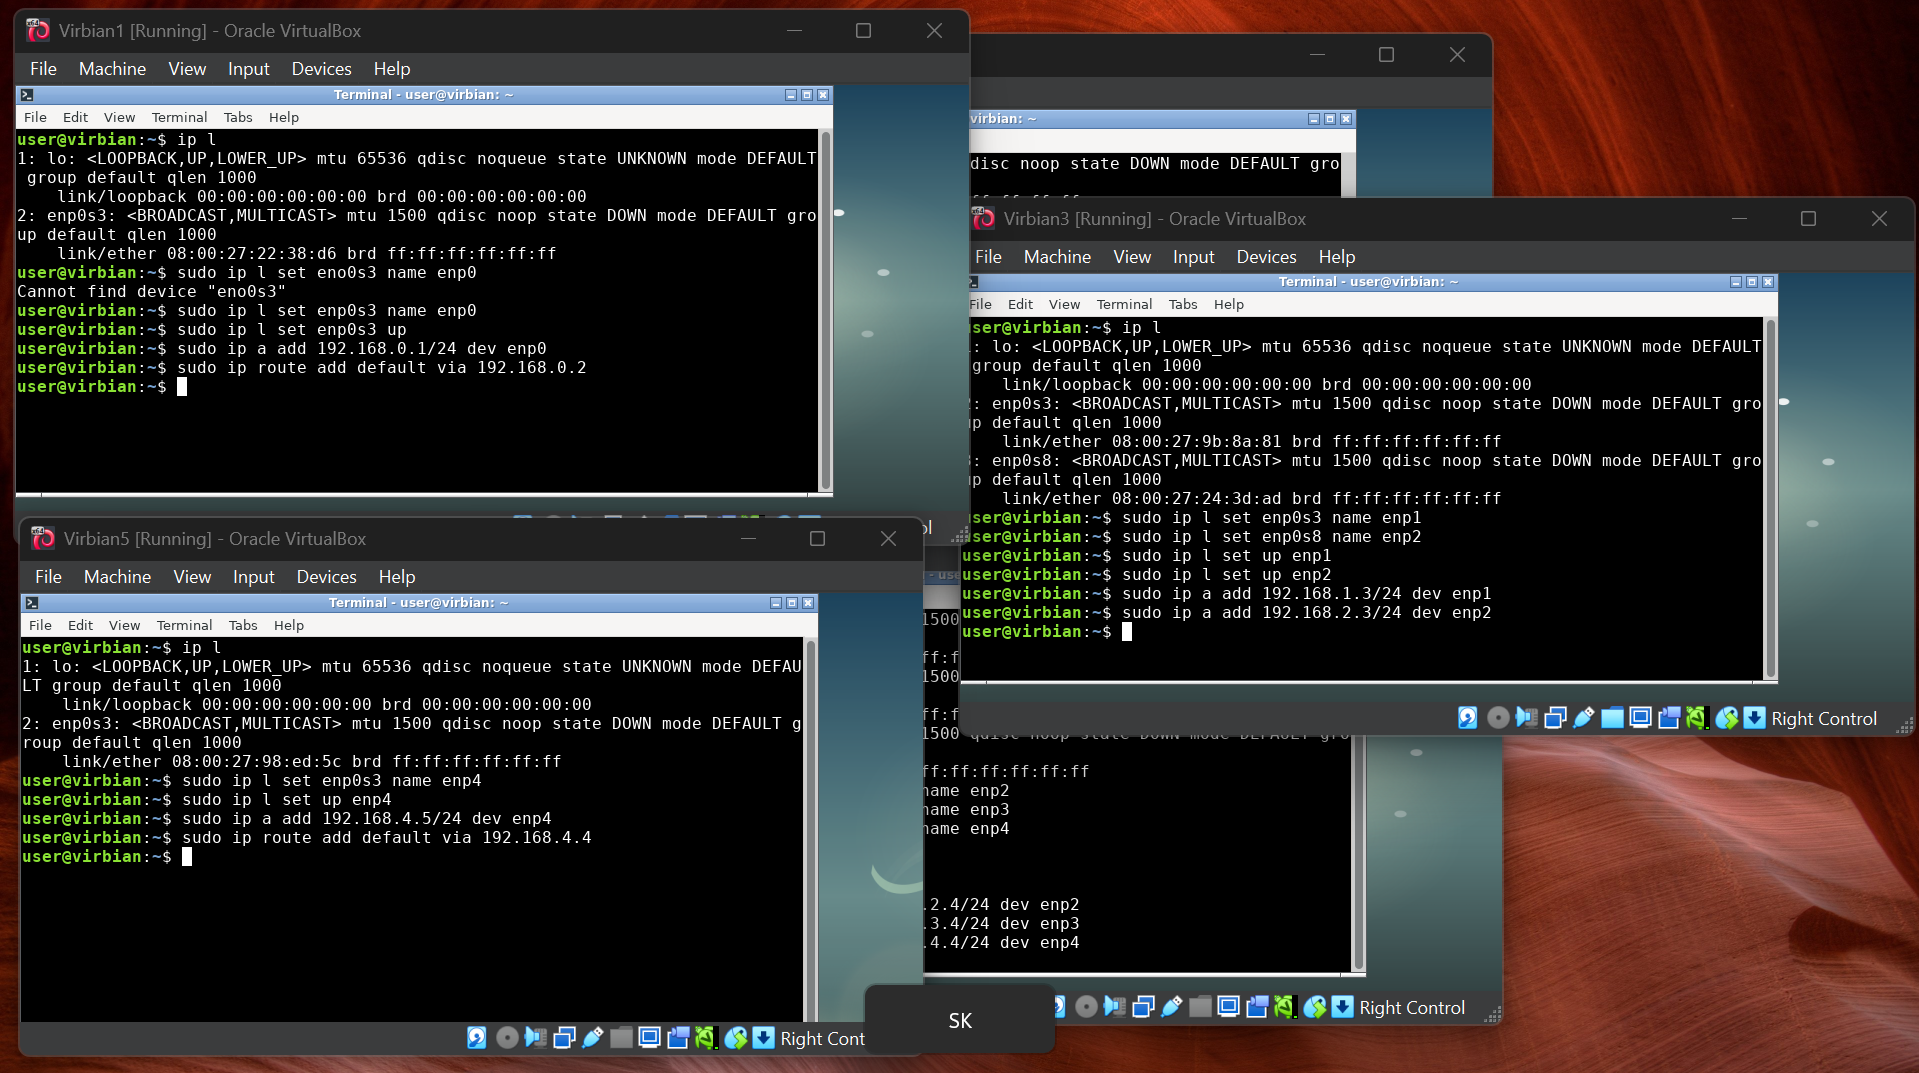 Virbian1 [Running] - Oracle VirtualBox
File Machine View Input Devices Help
Terminal - user@virbian: ~
File Edit View Terminal Tabs Help
user@virbian:~$ ip l
1: lo: <LOOPBACK,UP,LOWER_UP> mtu 65536 qdisc noqueue state UNKNOWN mode DEFAULT
group default qlen 1000
link/loopback 00:00:00:00:00:00 brd 00:00:00:00:00:00
2: enp0s3: <BROADCAST,MULTICAST> mtu 1500 qdisc noop state DOWN mode DEFAULT gro
up default qlen 1000
link/ether 08:00:27:22:38:d6 brd ff:ff:ff:ff:ff:ff
user@virbian:~$ sudo ip l set eno0s3 name enp0
Cannot find device "eno0s3"
user@virbian:~$ sudo ip l set enp0s3 name enp0
user@virbian:~$ sudo ip l set enp0s3 up
user@virbian:~$ sudo ip a add 192.168.0.1/24 dev enp0
user@virbian:~$ sudo ip route add default via 192.168.0.2
user@virbian:~$
ol
virbian: ~
disc noop state DOWN mode DEFAULT gro
Virbian3 [Running] - Oracle VirtualBox
File Machine View Input Devices Help
Terminal - user@virbian: ~
File Edit View Terminal Tabs Help
user@virbian:~$ ip l
: lo: <LOOPBACK,UP,LOWER_UP> mtu 65536 qdisc noqueue state UNKNOWN mode DEFAULT
group default qlen 1000
link/loopback 00:00:00:00:00:00 brd 00:00:00:00:00:00
: enp0s3: <BROADCAST,MULTICAST> mtu 1500 qdisc noop state DOWN mode DEFAULT gro
up default qlen 1000
link/ether 08:00:27:9b:8a:81 brd ff:ff:ff:ff:ff:ff
: enp0s8: <BROADCAST,MULTICAST> mtu 1500 qdisc noop state DOWN mode DEFAULT gro
up default qlen 1000
link/ether 08:00:27:24:3d:ad brd ff:ff:ff:ff:ff:ff
user@virbian:~$ sudo ip l set enp0s3 name enp1
user@virbian:~$ sudo ip l set enp0s8 name enp2
user@virbian:~$ sudo ip l set up enp1
user@virbian:~$ sudo ip l set up enp2
user@virbian:~$ sudo ip a add 192.168.1.3/24 dev enp1
user@virbian:~$ sudo ip a add 192.168.2.3/24 dev enp2
user@virbian:~$
Right Control
Virbian5 [Running] - Oracle VirtualBox
File Machine View Input Devices Help
Terminal - user@virbian: ~
File Edit View Terminal Tabs Help
user@virbian:~$ ip l
1: lo: <LOOPBACK,UP,LOWER_UP> mtu 65536 qdisc noqueue state UNKNOWN mode DEFAU
LT group default qlen 1000
link/loopback 00:00:00:00:00:00 brd 00:00:00:00:00:00
2: enp0s3: <BROADCAST,MULTICAST> mtu 1500 qdisc noop state DOWN mode DEFAULT g
roup default qlen 1000
link/ether 08:00:27:98:ed:5c brd ff:ff:ff:ff:ff:ff
user@virbian:~$ sudo ip l set enp0s3 name enp4
user@virbian:~$ sudo ip l set up enp4
user@virbian:~$ sudo ip a add 192.168.4.5/24 dev enp4
user@virbian:~$ sudo ip route add default via 192.168.4.4
user@virbian:~$
Right Cont
- use
1500
ff:f
1500
ff:f
1500 qdisc noop state DOWN mode DEFAULT gro
ff:ff:ff:ff:ff:ff
name enp2
name enp3
name enp4
.2.4/24 dev enp2
.3.4/24 dev enp3
.4.4/24 dev enp4
Right Control
SK